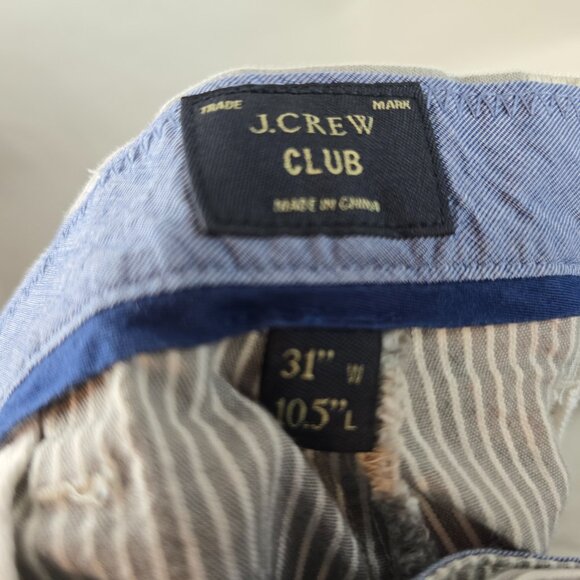 TRADE MARK
J.CREW
CLUB
MADE IN CHINA
31" W
10.5" L